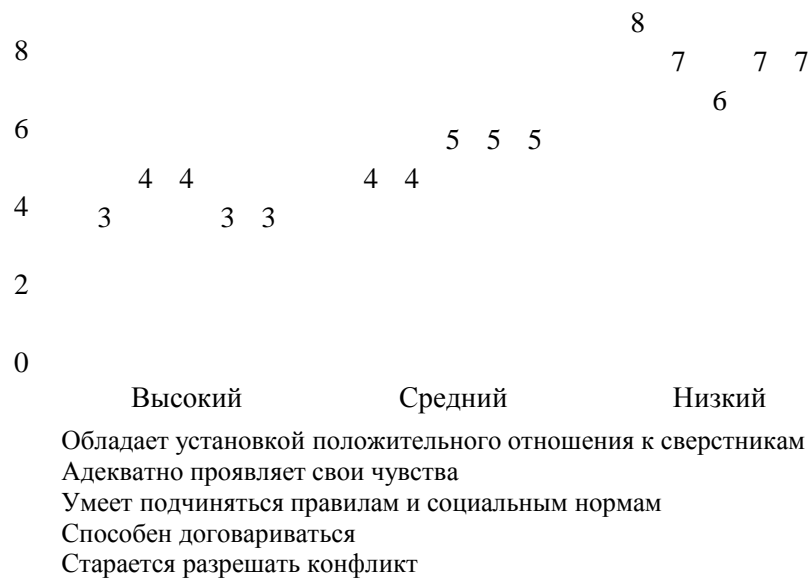 8
8
7 7 7
6
6
5 5 5
4 4 4 4
4
3 3 3
2
0
Высокий Средний Низкий
Обладает установкой положительного отношения к сверстникам
Адекватно проявляет свои чувства
Умеет подчиняться правилам и социальным нормам
Способен договариваться
Старается разрешать конфликт